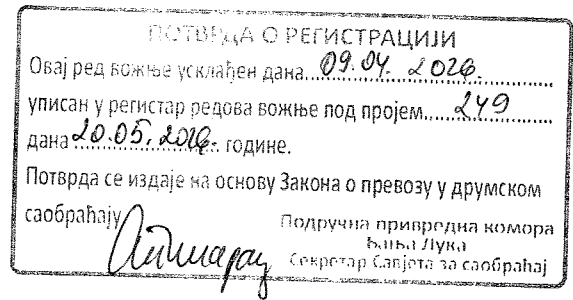 ПОТВРДА О РЕГИСТРАЦИЈИ
Овај ред вожње усклађен дана 09.04. 2026.
уписан у регистар редова вожње под бројем 249
дана 20.05.2026. године.
Потврда се издаје на основу Закона о превозу у друмском
саобраћају
Подручна привредна комора
Бања Лука
Секретар Савјета за саобраћај